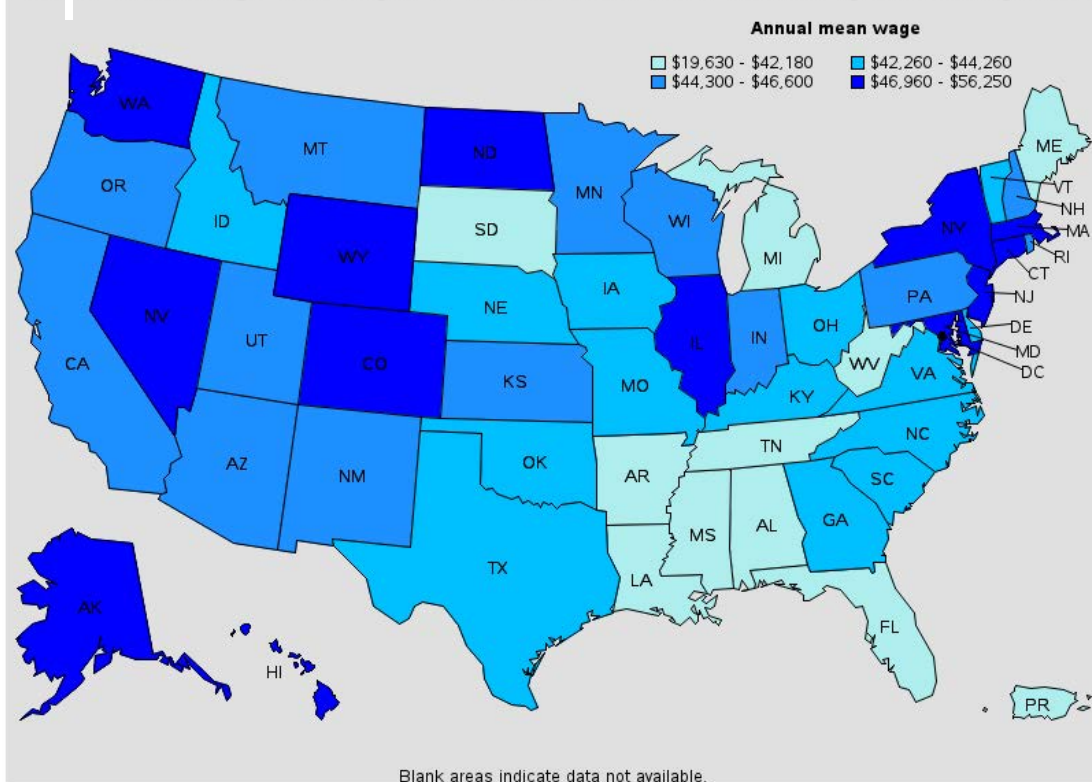 Annual mean wage
$19,630 - $42,180 $42,260 - $44,260
$44,300 - $46,600 $46,960 - $56,250
WA
ND
MT
ME
VT
OR
MN
NH
ID
SD
WI
NY
MA
WY
MI
RI
CT
IA
NE
PA
NJ
NV
OH
DE
UT
IL
IN
MD
CA
CO
WV
DC
KS
MO
VA
KY
NC
TN
AZ
OK
NM
AR
SC
GA
MS
AL
TX
LA
AK
FL
HI
PR
Blank areas indicate data not available.